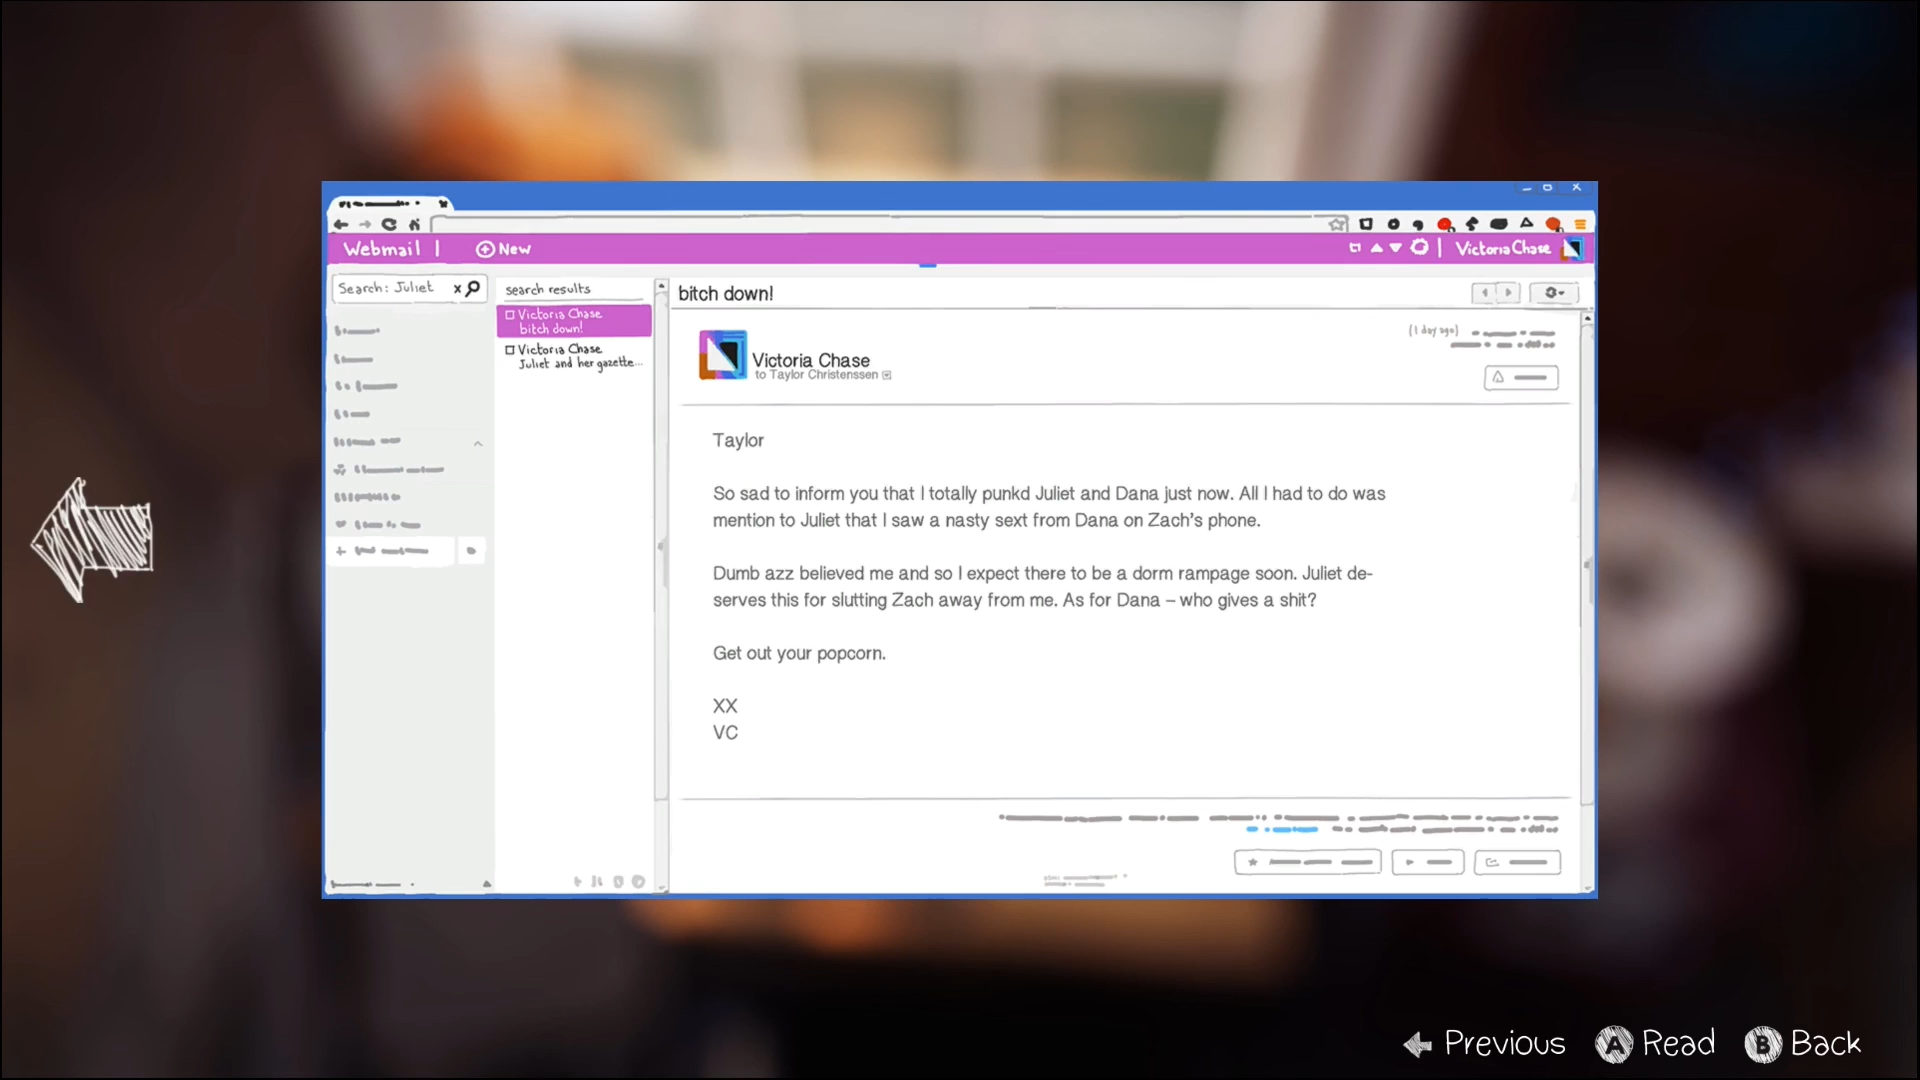 Webmail |
New
Victoria Chase
Search: Juliet x
search results
Victoria Chase
bitch down!
Victoria Chase
Juliet and her gazette...
bitch down!
(1 day ago)
Victoria Chase
to Taylor Christenssen
Taylor
So sad to inform you that I totally punkd Juliet and Dana just now. All I had to do was
mention to Juliet that I saw a nasty sext from Dana on Zach's phone.
Dumb azz believed me and so I expect there to be a dorm rampage soon. Juliet de-
serves this for slutting Zach away from me. As for Dana – who gives a shit?
Get out your popcorn.
XX
VC
Previous
A Read
B Back